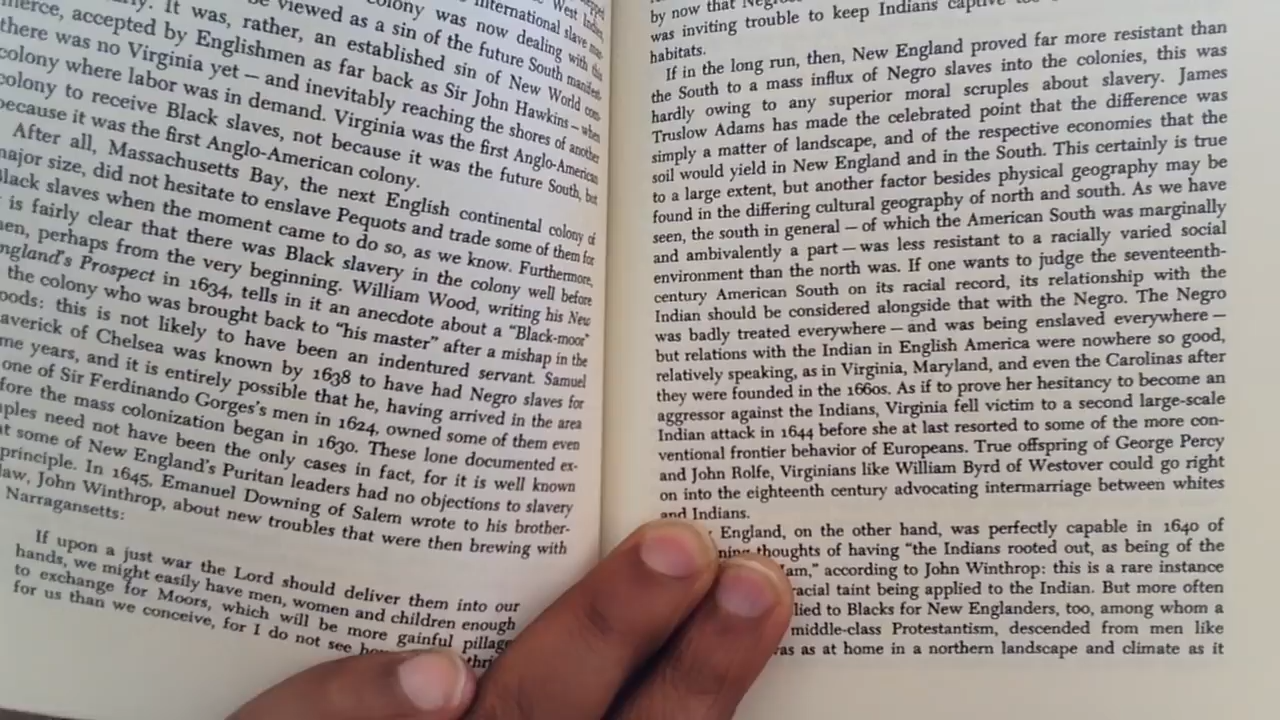 West Indies,
international slave
colony was now dealing with this
be viewed as a sin of the future South manifest-
It was, rather, an established sin of New World com-
merce, accepted by Englishmen as far back as Sir John Hawkins — when
there was no Virginia yet — and inevitably reaching the shores of another
colony where labor was in demand. Virginia was the first Anglo-American
colony to receive Black slaves, not because it was the future South, but
because it was the first Anglo-American colony.
After all, Massachusetts Bay, the next English continental colony of
major size, did not hesitate to enslave Pequots and trade some of them for
Black slaves when the moment came to do so, as we know. Furthermore,
is fairly clear that there was Black slavery in the colony well before
perhaps from the very beginning. William Wood, writing his New
England's Prospect in 1634, tells in it an anecdote about a "Black-moor"
the colony who was brought back to "his master" after a mishap in the
this is not likely to have been an indentured servant. Samuel
Maverick of Chelsea was known by 1638 to have had Negro slaves for
years, and it is entirely possible that he, having arrived in the area
one of Sir Ferdinando Gorges's men in 1624, owned some of them even
before the mass colonization began in 1630. These lone documented ex-
amples need not have been the only cases in fact, for it is well known
some of New England's Puritan leaders had no objections to slavery
principle. In 1645, Emanuel Downing of Salem wrote to his brother-
law, John Winthrop, about new troubles that were then brewing with
Narragansetts:
If upon a just war the Lord should deliver them into our
hands, we might easily have men, women and children enough
to exchange for Moors, which will be more gainful pillage
for us than we conceive, for I do not see
by now that
was inviting trouble to keep Indians captive
habitats.
If in the long run, then, New England proved far more resistant than
the South to a mass influx of Negro slaves into the colonies, this was
hardly owing to any superior moral scruples about slavery. James
Truslow Adams has made the celebrated point that the difference was
simply a matter of landscape, and of the respective economies that the
soil would yield in New England and in the South. This certainly is true
to a large extent, but another factor besides physical geography may be
found in the differing cultural geography of north and south. As we have
seen, the south in general — of which the American South was marginally
and ambivalently a part — was less resistant to a racially varied social
environment than the north was. If one wants to judge the seventeenth-
century American South on its racial record, its relationship with the
Indian should be considered alongside that with the Negro. The Negro
was badly treated everywhere — and was being enslaved everywhere —
but relations with the Indian in English America were nowhere so good,
relatively speaking, as in Virginia, Maryland, and even the Carolinas after
they were founded in the 1660s. As if to prove her hesitancy to become an
aggressor against the Indians, Virginia fell victim to a second large-scale
Indian attack in 1644 before she at last resorted to some of the more con-
ventional frontier behavior of Europeans. True offspring of George Percy
and John Rolfe, Virginians like William Byrd of Westover could go right
on into the eighteenth century advocating intermarriage between whites
and Indians.
England, on the other hand, was perfectly capable in 1640 of
thoughts of having "the Indians rooted out, as being of the
according to John Winthrop: this is a rare instance
racial taint being applied to the Indian. But more often
to Blacks for New Englanders, too, among whom a
middle-class Protestantism, descended from men like
as at home in a northern landscape and climate as it